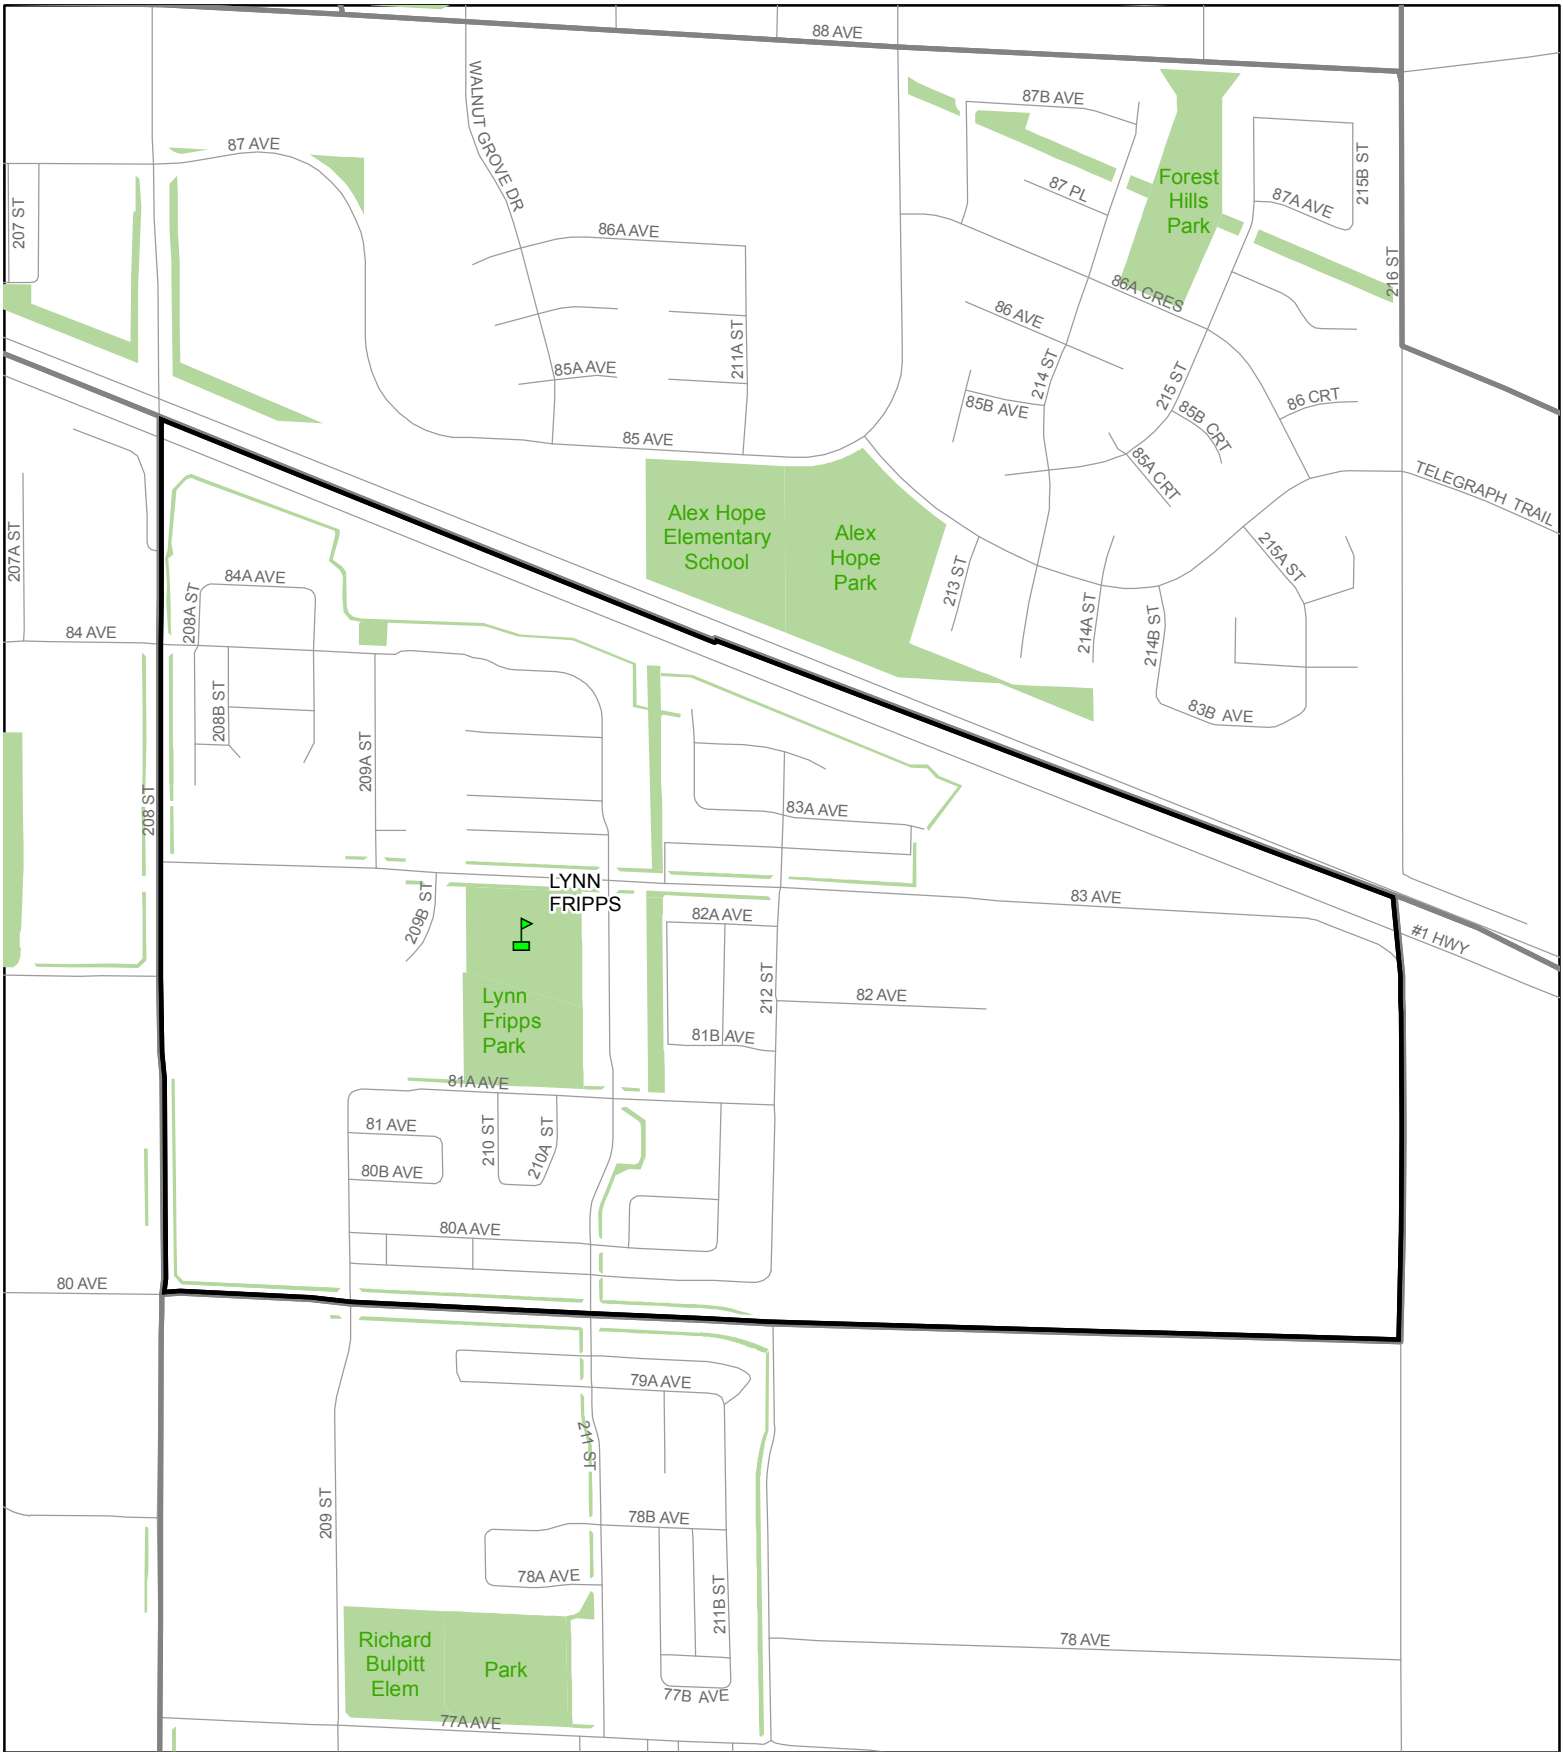 88 AVE
WALNUT GROVE DR
87B AVE
87 AVE
215B ST
Forest
Hills
Park
87 PL
87A AVE
207 ST
86A AVE
216 ST
86A CRES
86 AVE
211A ST
85A AVE
214 ST
215 ST
85B AVE
86 CRT
85B CRT
85 AVE
85A CRT
TELEGRAPH TRAIL
Alex Hope
Elementary
School
Alex
Hope
Park
207A ST
215A ST
84A AVE
208A ST
213 ST
214A ST
214B ST
84 AVE
208B ST
83B AVE
209A ST
208 ST
83A AVE
LYNN
FRIPPS
83 AVE
209B ST
82A AVE
#1 HWY
212 ST
82 AVE
Lynn
Fripps
Park
81B AVE
81A AVE
81 AVE
210 ST
210A ST
80B AVE
80A AVE
80 AVE
79A AVE
211 ST
209 ST
78B AVE
78A AVE
211B ST
Richard
Bulpitt
Elem
Park
78 AVE
77B AVE
77A AVE